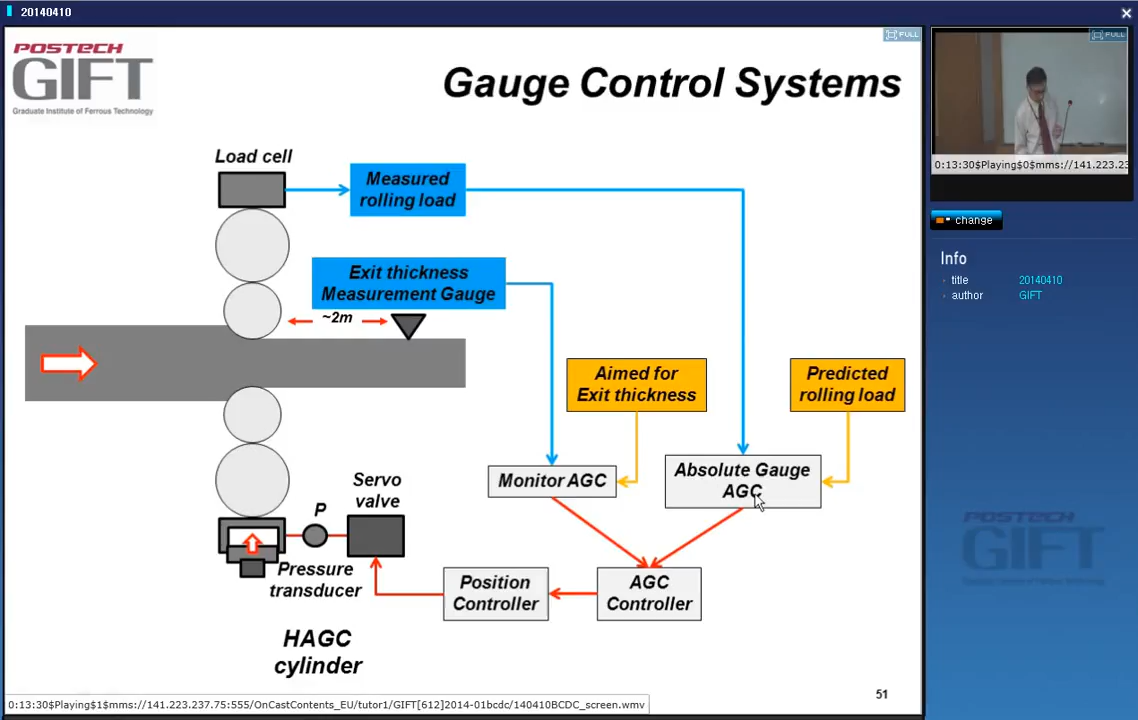 20140410
POSTECH
GIFT
Graduate Institute of Ferrous Technology
FULL
Gauge Control Systems
Load cell
Measured
rolling load
Exit thickness
Measurement Gauge
~2m
Aimed for
Exit thickness
Predicted
rolling load
Monitor AGC
Absolute Gauge
AGC
Servo
valve
P
Pressure
transducer
Position
Controller
AGC
Controller
HAGC
cylinder
51
0:13:30$Playing$1$mms://141.223.237.75:555/OnCastContents_EU/tutor1/GIFT[612]2014-01bcdc/140410BCDC_screen.wmv
FULL
0:13:30$Playing$0$mms://141.223.23
change
Info
title 20140410
author GIFT
POSTECH
GIFT